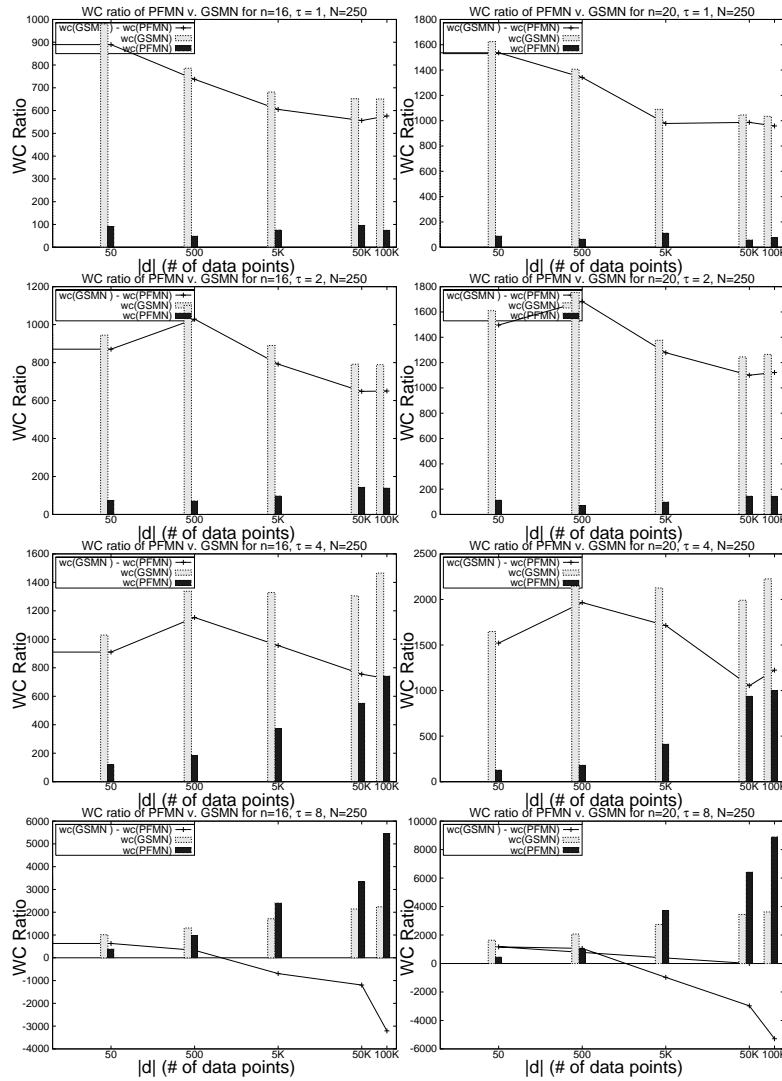 WC ratio of PFMN v. GSMN for n=16, τ = 1, N=250
wc(GSMN ) - wc(PFMN)
wc(GSMN)
wc(PFMN)
WC Ratio
1000
900
800
700
600
500
400
300
200
100
0
50
500
5K
50K
100K
|d| (# of data points)
WC ratio of PFMN v. GSMN for n=20, τ = 1, N=250
wc(GSMN ) - wc(PFMN)
wc(GSMN)
wc(PFMN)
WC Ratio
1800
1600
1400
1200
1000
800
600
400
200
0
50
500
5K
50K
100K
|d| (# of data points)
WC ratio of PFMN v. GSMN for n=16, τ = 2, N=250
wc(GSMN ) - wc(PFMN)
wc(GSMN)
wc(PFMN)
WC Ratio
1200
1000
800
600
400
200
0
50
500
5K
50K
100K
|d| (# of data points)
WC ratio of PFMN v. GSMN for n=20, τ = 2, N=250
wc(GSMN ) - wc(PFMN)
wc(GSMN)
wc(PFMN)
WC Ratio
1800
1600
1400
1200
1000
800
600
400
200
0
50
500
5K
50K
100K
|d| (# of data points)
WC ratio of PFMN v. GSMN for n=16, τ = 4, N=250
wc(GSMN ) - wc(PFMN)
wc(GSMN)
wc(PFMN)
WC Ratio
1600
1400
1200
1000
800
600
400
200
0
50
500
5K
50K
100K
|d| (# of data points)
WC ratio of PFMN v. GSMN for n=20, τ = 4, N=250
wc(GSMN ) - wc(PFMN)
wc(GSMN)
wc(PFMN)
WC Ratio
2500
2000
1500
1000
500
0
50
500
5K
50K
100K
|d| (# of data points)
WC ratio of PFMN v. GSMN for n=16, τ = 8, N=250
wc(GSMN ) - wc(PFMN)
wc(GSMN)
wc(PFMN)
WC Ratio
6000
5000
4000
3000
2000
1000
0
-1000
-2000
-3000
-4000
50
500
5K
50K
100K
|d| (# of data points)
WC ratio of PFMN v. GSMN for n=20, τ = 8, N=250
wc(GSMN ) - wc(PFMN)
wc(GSMN)
wc(PFMN)
WC Ratio
10000
8000
6000
4000
2000
0
-2000
-4000
-6000
50
500
5K
50K
100K
|d| (# of data points)